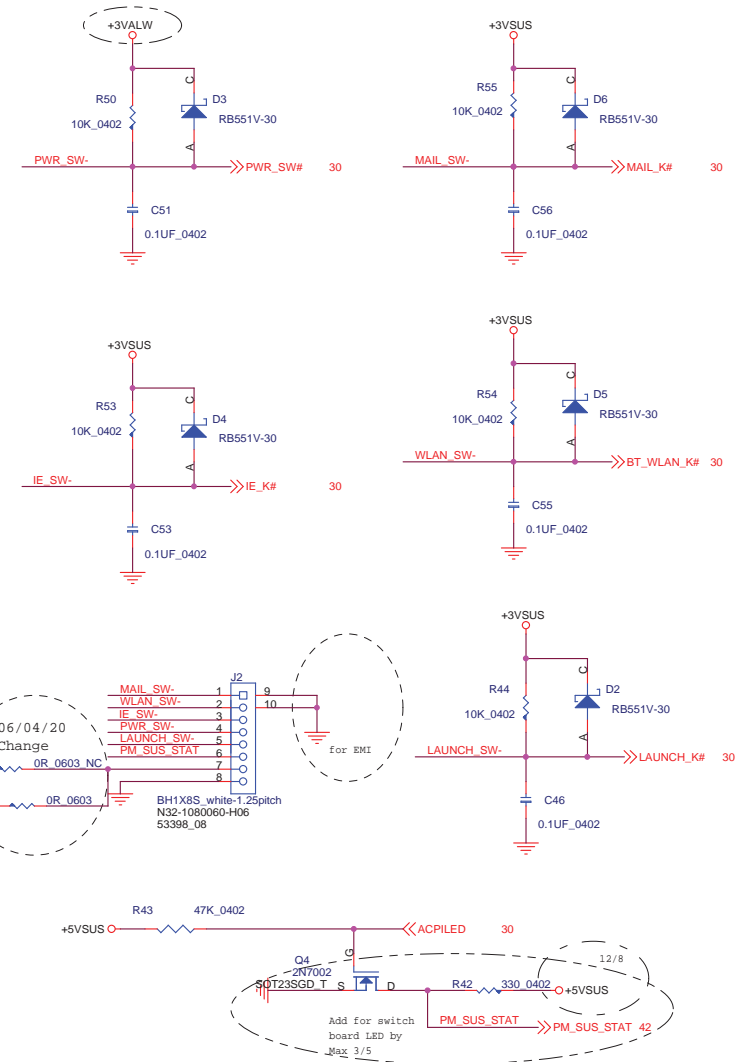 +3VALW
R50
10K_0402
C
D3
RB551V-30
A
PWR_SW-
PWR_SW# 30
C51
0.1UF_0402
+3VSUS
R55
10K_0402
C
D6
RB551V-30
A
MAIL_SW-
MAIL_K# 30
C56
0.1UF_0402
+3VSUS
R53
10K_0402
C
D4
RB551V-30
A
IE_SW-
IE_K# 30
C53
0.1UF_0402
+3VSUS
R54
10K_0402
C
D5
RB551V-30
A
WLAN_SW-
BT_WLAN_K# 30
C55
0.1UF_0402
06/04/20
Change
0R_0603_NC
0R_0603
J2
MAIL_SW- 1 9
WLAN_SW- 2 10
IE_SW- 3
PWR_SW- 4
LAUNCH_SW- 5
PM_SUS_STAT 6
7
8
BH1X8S_white-1.25pitch
N32-1080060-H06
53398_08
for EMI
+3VSUS
R44
10K_0402
C
D2
RB551V-30
A
LAUNCH_SW-
LAUNCH_K# 30
C46
0.1UF_0402
R43 47K_0402
+5VSUS
ACPILED 30
G
Q4
2N7002
SOT23SGD_T S D
R42 330_0402
12/8
+5VSUS
PM_SUS_STAT
PM_SUS_STAT 42
Add for switch
board LED by
Max 3/5